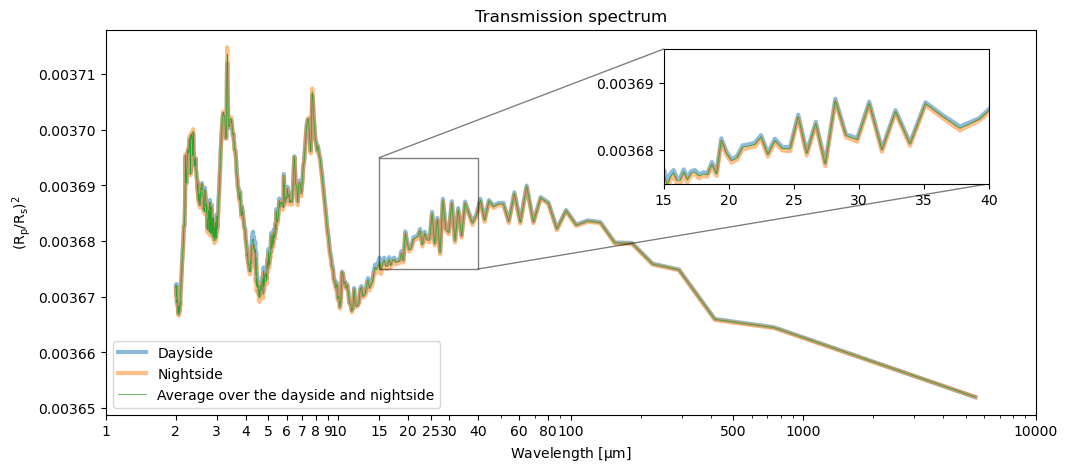 Transmission spectrum
0.00371
0.00370
0.00369
0.00368
0.00367
0.00366
0.00365
(Rp/Rs)²
0.00369
0.00368
15 20 25 30 35 40
Dayside
Nightside
Average over the dayside and nightside
1 2 3 4 5 6 7 8 9 10 15 20 25 30 40 60 80 100 500 1000 10000
Wavelength [μm]